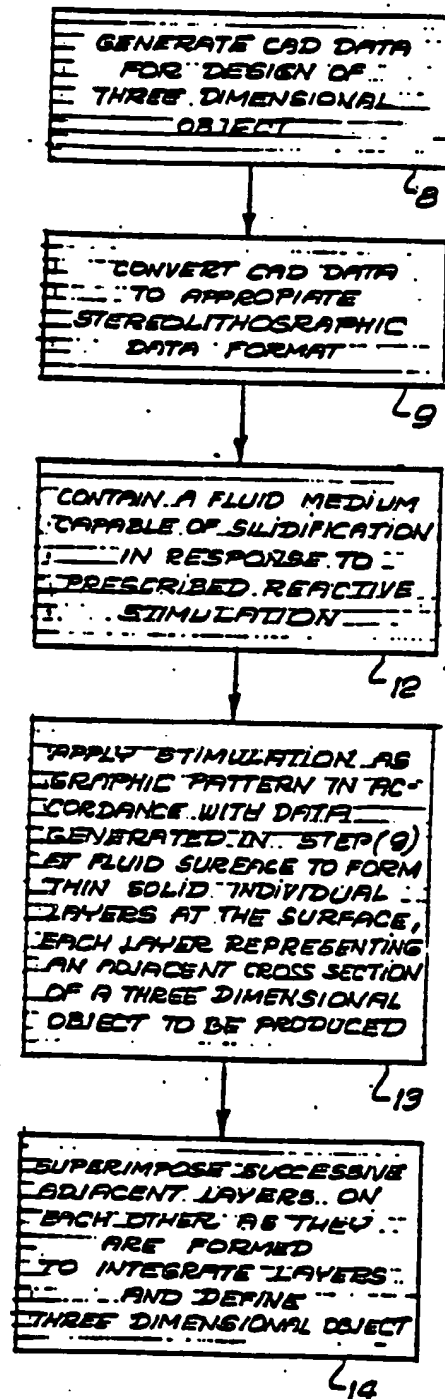 GENERATE CAD DATA
FOR DESIGN OF
THREE DIMENSIONAL
OBJECT
8
CONVERT CAD DATA
TO APPROPIATE
STEREOLITHOGRAPHIC
DATA FORMAT
9
CONTAIN A FLUID MEDIUM
CAPABLE OF SILIDIFICATION
IN RESPONSE TO
PRESCRIBED REACTIVE
STIMULATION
12
APPLY STIMULATION AS
GRAPHIC PATTERN IN AC-
CORDANCE WITH DATA
GENERATED IN STEP (9)
AT FLUID SURFACE TO FORM
THIN SOLID INDIVIDUAL
LAYERS AT THE SURFACE,
EACH LAYER REPRESENTING
AN ADJACENT CROSS SECTION
OF A THREE DIMENSIONAL
OBJECT TO BE PRODUCED
13
SUPERIMPOSE SUCCESSIVE
ADJACENT LAYERS ON
EACH OTHER AS THEY
ARE FORMED
TO INTEGRATE LAYERS
AND DEFINE
THREE DIMENSIONAL OBJECT
14